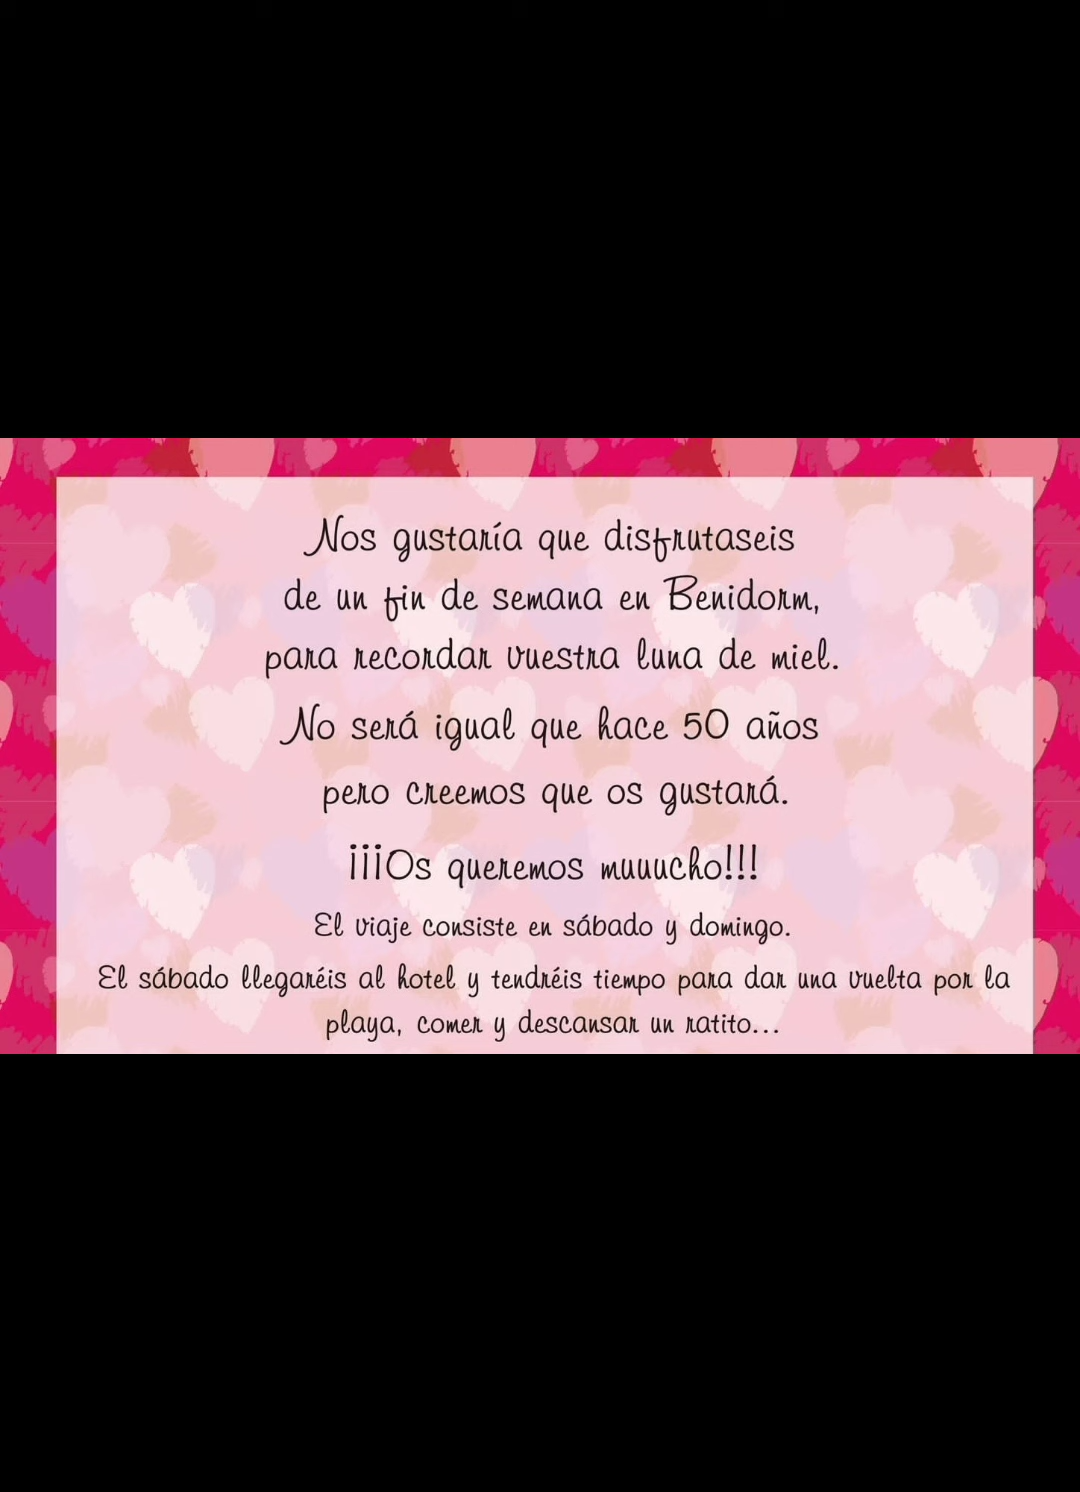 Nos gustaría que disfrutaseis
de un fin de semana en Benidorm,
para recordar vuestra luna de miel.
No será igual que hace 50 años
pero creemos que os gustará.
¡¡¡Os queremos muuucho!!!
El viaje consiste en sábado y domingo.
El sábado llegaréis al hotel y tendréis tiempo para dar una vuelta por la
playa, comer y descansar un ratito...